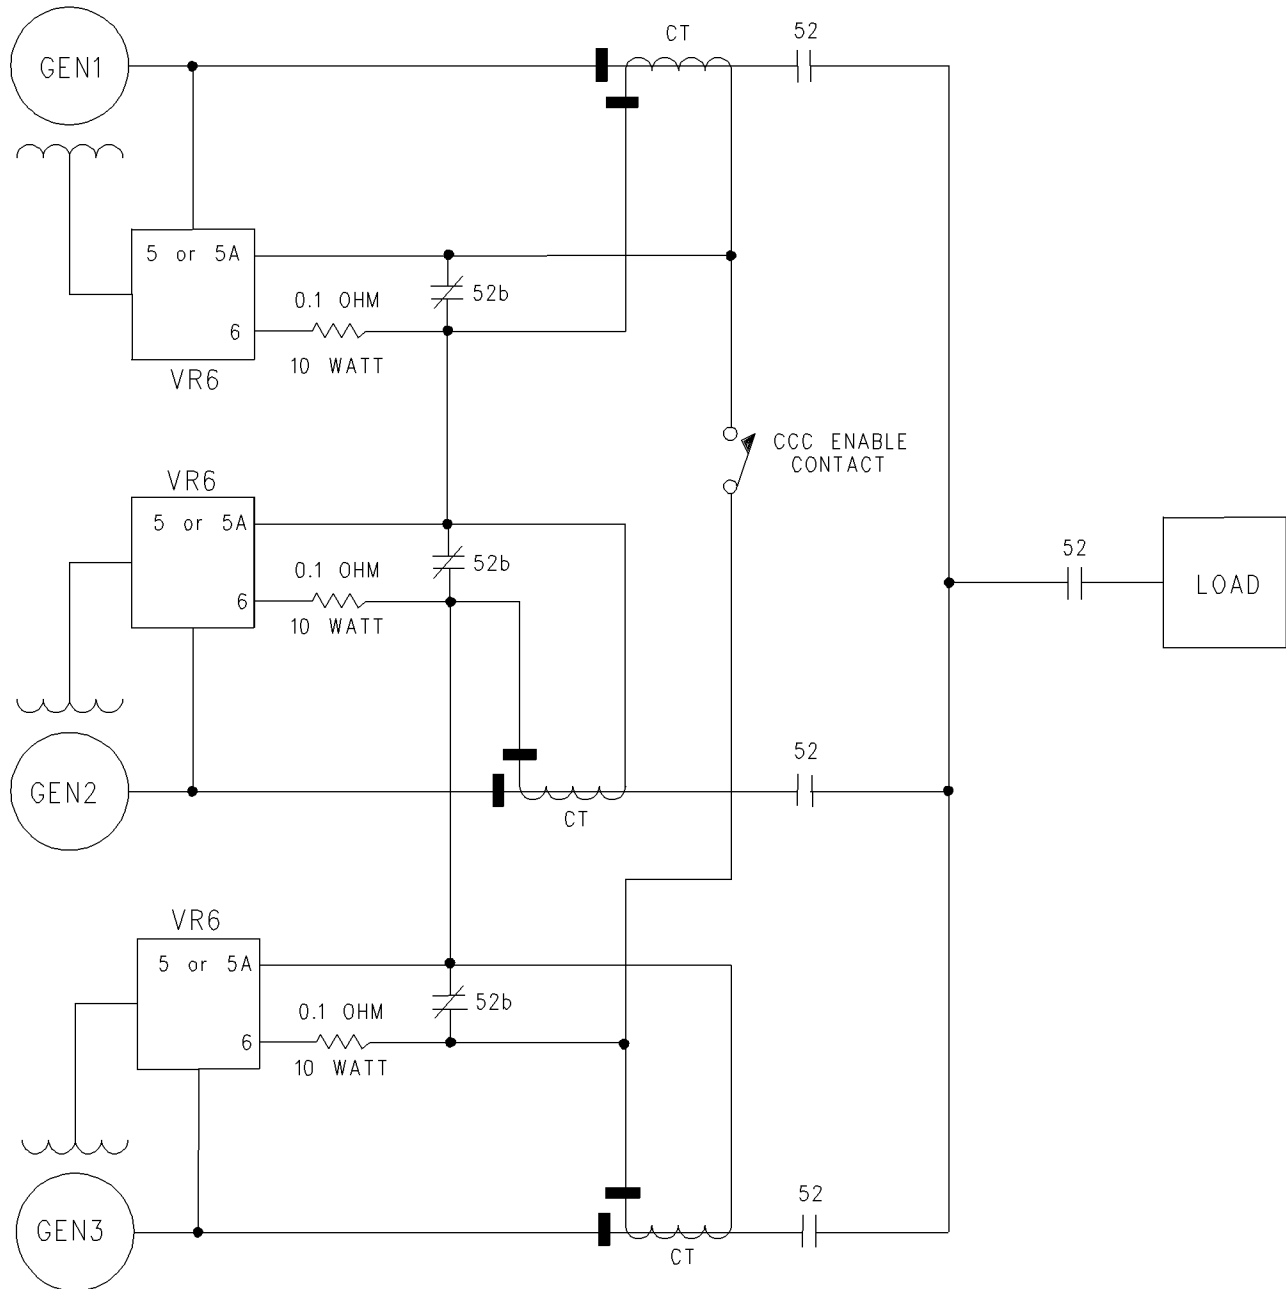 CT
52
GEN1
5 or 5A
52b
0.1 OHM
6
10 WATT
VR6
CCC ENABLE
CONTACT
VR6
5 or 5A
52b
0.1 OHM
6
10 WATT
52
LOAD
52
GEN2
CT
VR6
5 or 5A
52b
0.1 OHM
6
10 WATT
52
GEN3
CT